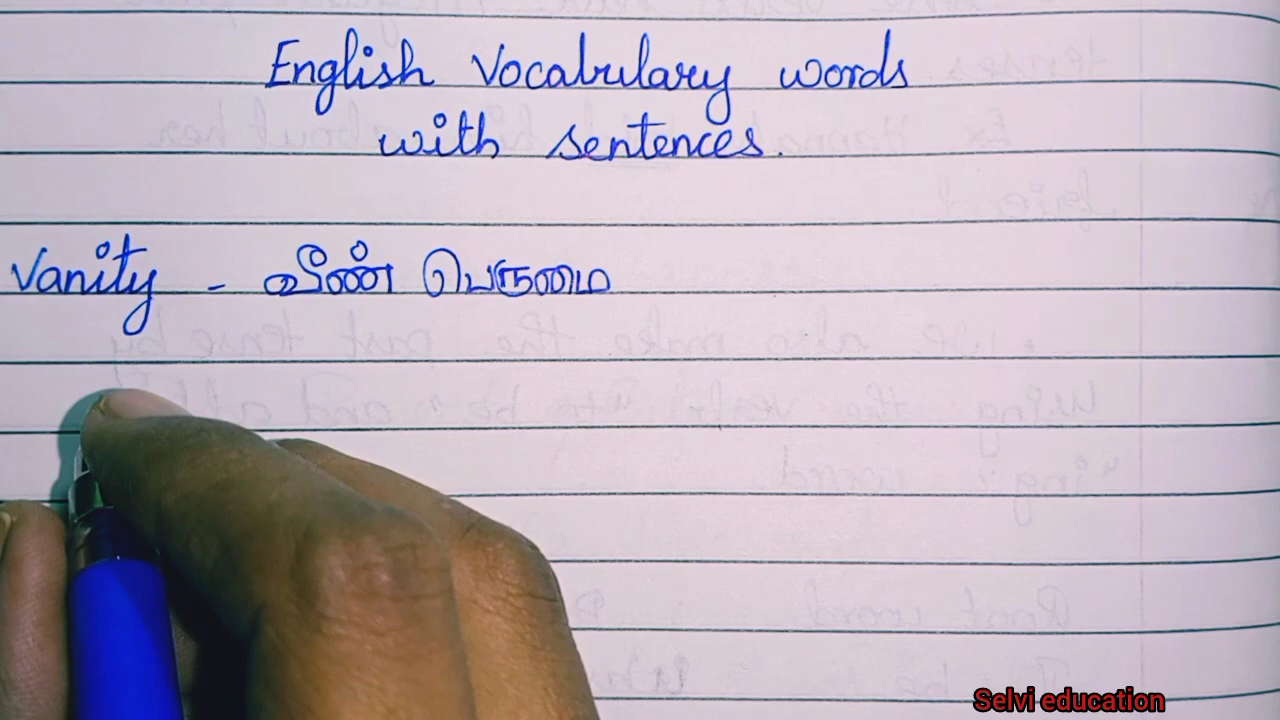 English Vocabulary words
with sentences.
Vanity - வீண் பெருமை
Selvi education